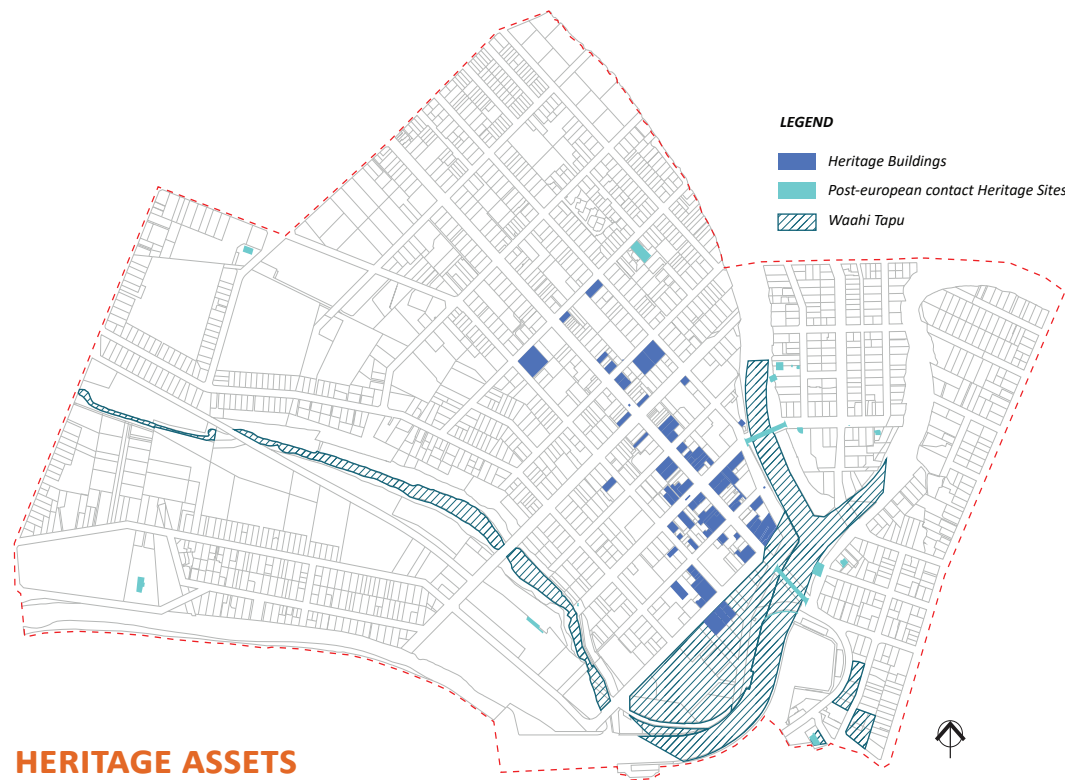 LEGEND
Heritage Buildings
Post-european contact Heritage Sites
Waahi Tapu
HERITAGE ASSETS